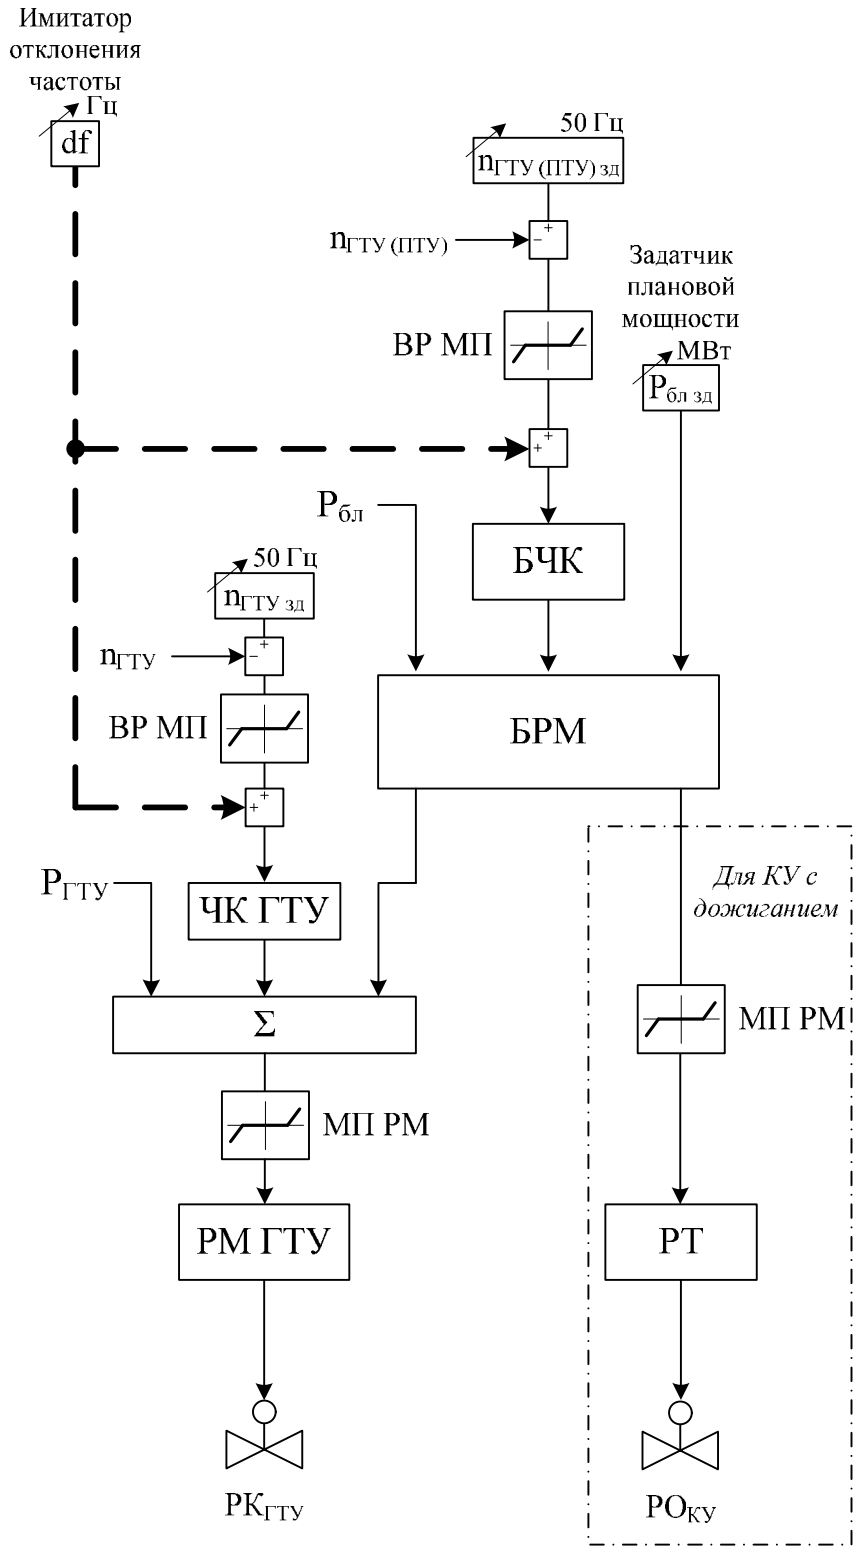 Имитатор
отклонения
частоты
Гц
df
50 Гц
nГТУ (ПТУ) зд
nГТУ (ПТУ)
+
−
Задатчик
плановой
мощности
МВт
Pбл зд
ВР МП
+
+
Pбл
БЧК
50 Гц
nГТУ зд
nГТУ
+
−
ВР МП
БРМ
+
+
PГТУ
ЧК ГТУ
Для КУ с
дожиганием
Σ
МП РМ
МП РМ
РМ ГТУ
РТ
РКГТУ
РОКУ